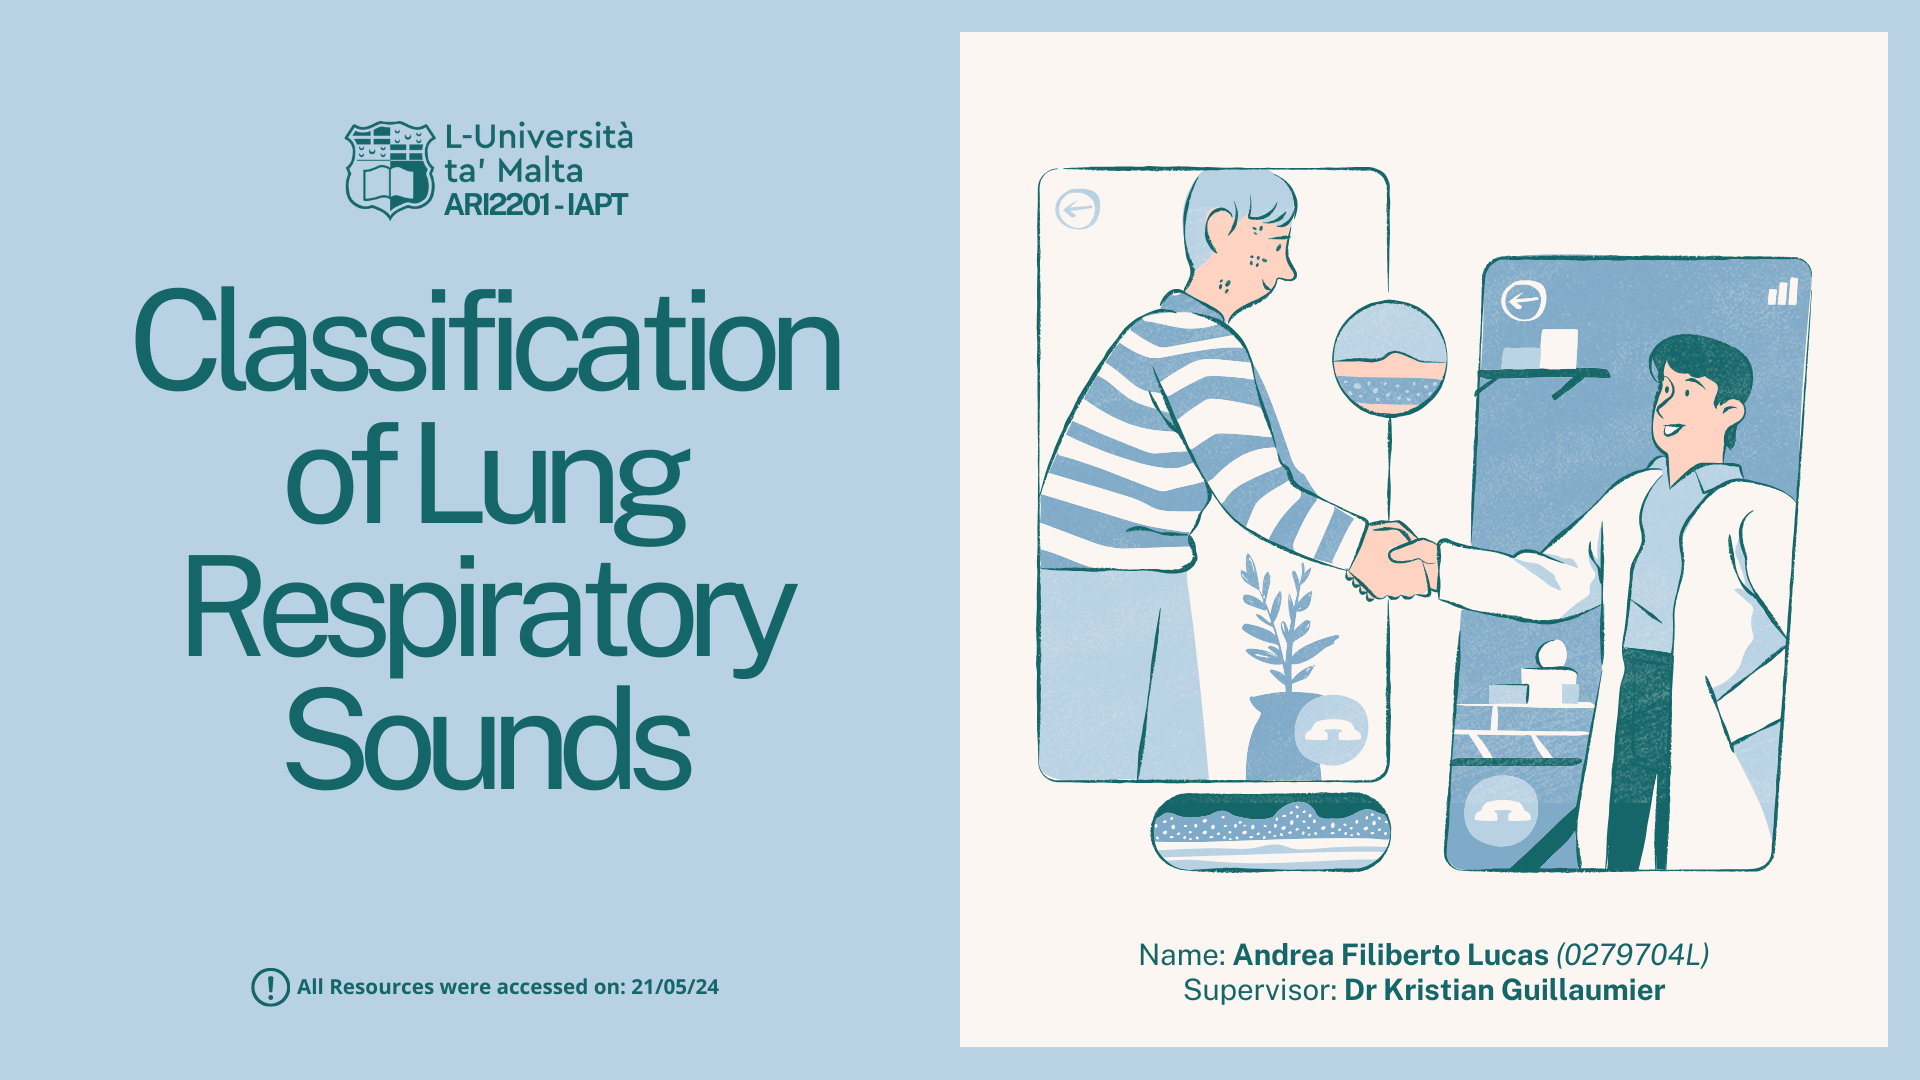 L-Università
ta' Malta
ARI2201 - IAPT
Classification
of Lung
Respiratory
Sounds
All Resources were accessed on: 21/05/24
Name: Andrea Filiberto Lucas (0279704L)
Supervisor: Dr Kristian Guillaumier